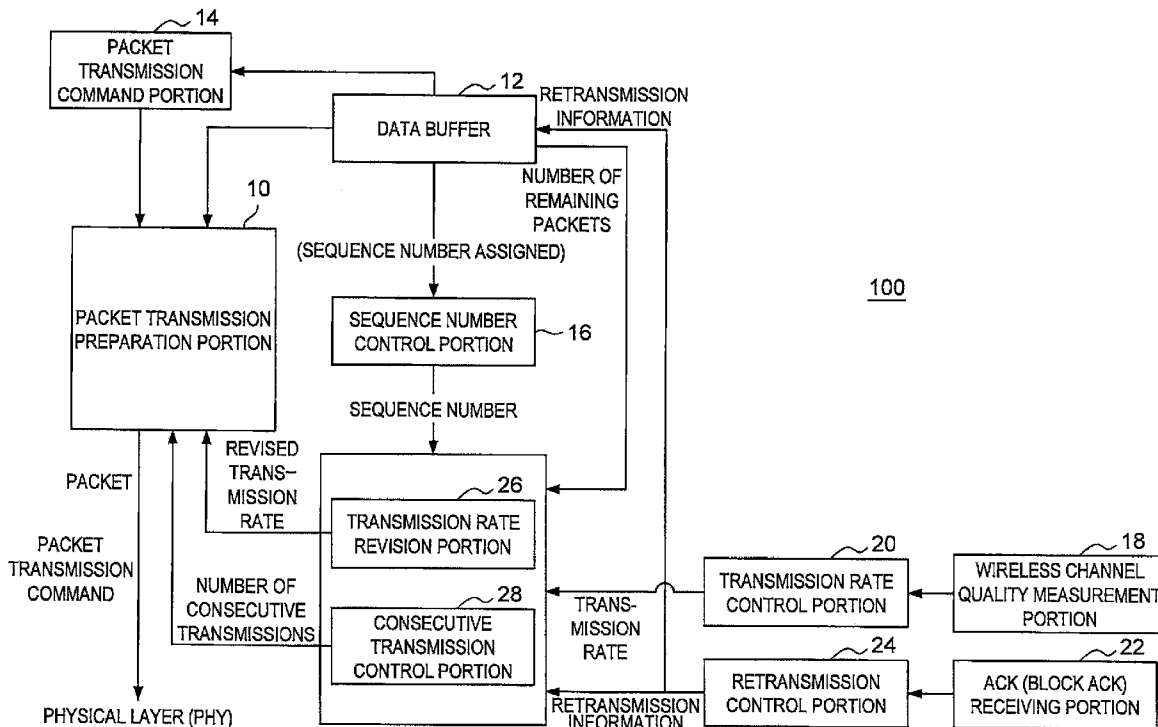 14
PACKET
TRANSMISSION
COMMAND PORTION
12
DATA BUFFER
RETRANSMISSION
INFORMATION
NUMBER OF
REMAINING
PACKETS
10
PACKET TRANSMISSION
PREPARATION PORTION
(SEQUENCE NUMBER ASSIGNED)
100
SEQUENCE NUMBER
CONTROL PORTION
16
SEQUENCE NUMBER
REVISED
TRANS-
MISSION
RATE
PACKET
PACKET
TRANSMISSION
COMMAND
26
TRANSMISSION RATE
REVISION PORTION
NUMBER OF
CONSECUTIVE
TRANSMISSIONS
28
CONSECUTIVE
TRANSMISSION
CONTROL PORTION
TRANS-
MISSION
RATE
20
TRANSMISSION RATE
CONTROL PORTION
18
WIRELESS CHANNEL
QUALITY MEASUREMENT
PORTION
24
RETRANSMISSION
CONTROL PORTION
22
ACK (BLOCK ACK)
RECEIVING PORTION
RETRANSMISSION
INFORMATION
PHYSICAL LAYER (PHY)